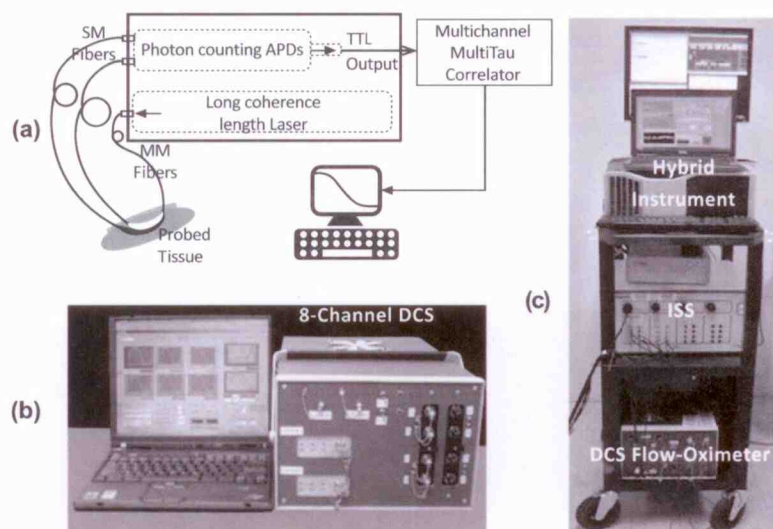 SM
Fibers
Photon counting APDs
TTL
Output
Multichannel
MultiTau
Correlator
Long coherence
length Laser
(a)
MM
Fibers
Probed
Tissue
8-Channel DCS
(b)
(c)
Hybrid
Instrument
ISS
DCS Flow-Oximeter